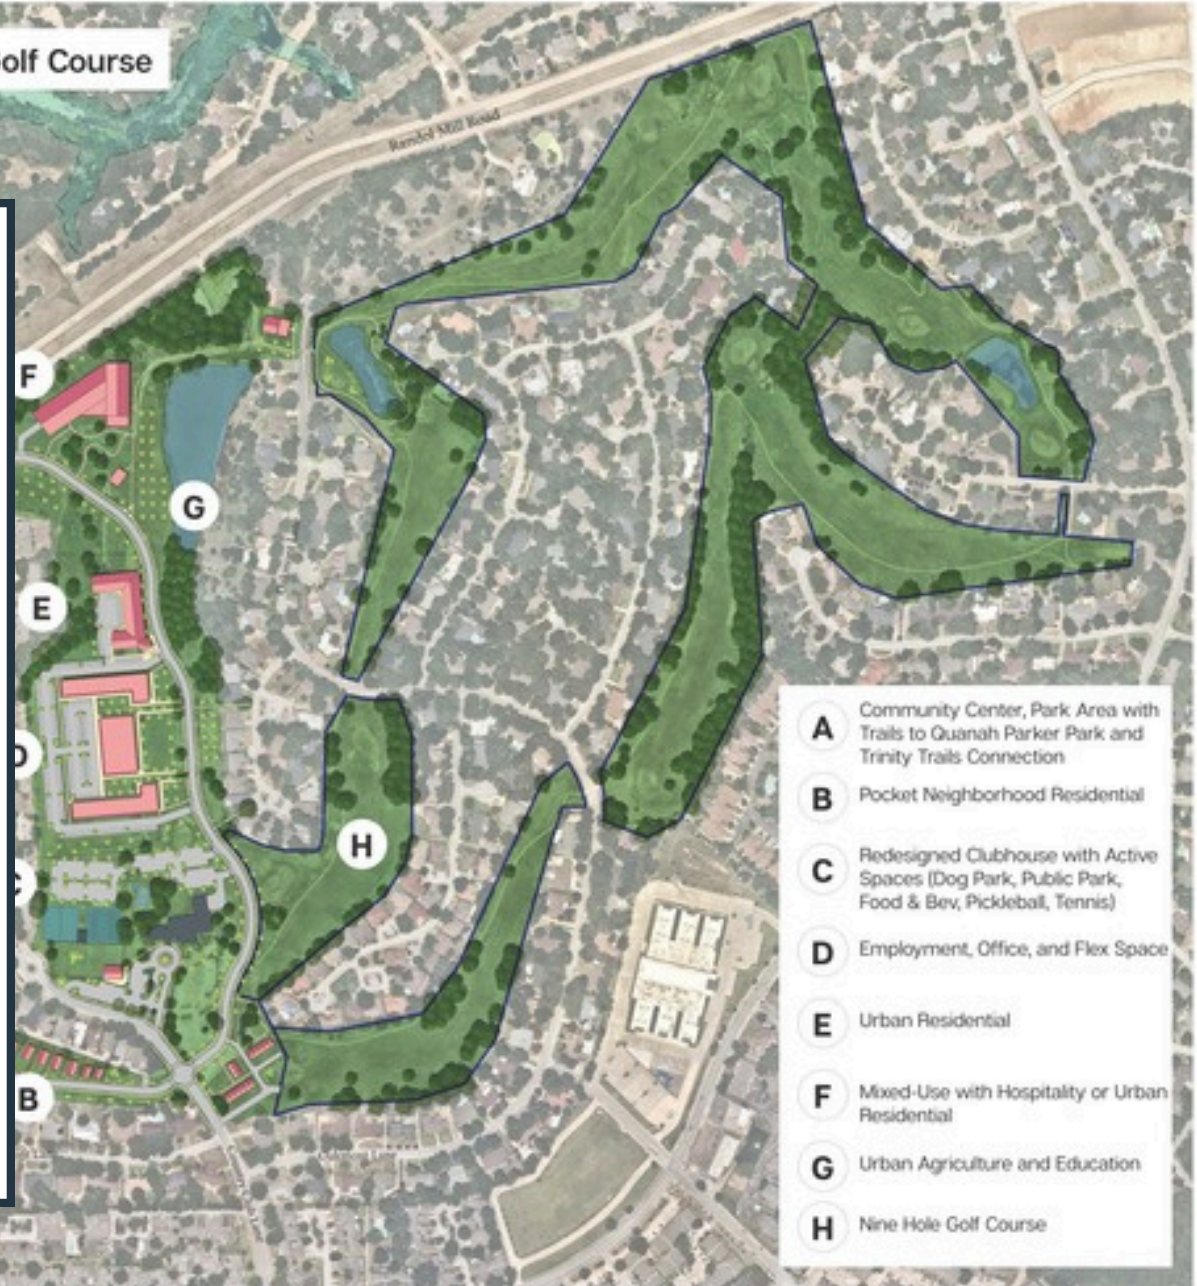 olf Course
Randol Mill Road
F
G
E
D
H
C
B
A
Community Center, Park Area with
Trails to Quanah Parker Park and
Trinity Trails Connection
B
Pocket Neighborhood Residential
C
Redesigned Clubhouse with Active
Spaces (Dog Park, Public Park,
Food & Bev, Pickleball, Tennis)
D
Employment, Office, and Flex Space
E
Urban Residential
F
Mixed-Use with Hospitality or Urban
Residential
G
Urban Agriculture and Education
H
Nine Hole Golf Course